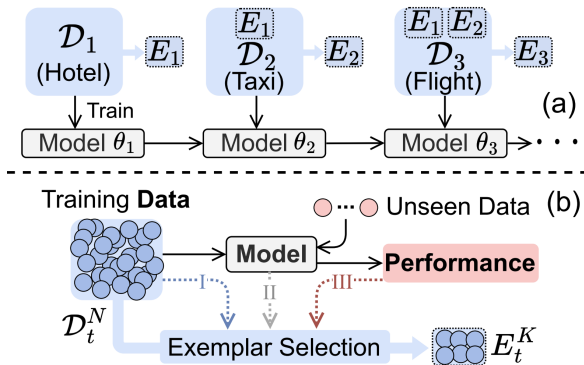 𝒟₁ (Hotel) E₁
E₁ 𝒟₂ (Taxi) E₂
E₁ E₂ 𝒟₃ (Flight) E₃
Train
(a)
Model θ₁ Model θ₂ Model θ₃ ···
Training Data
Unseen Data
(b)
Model
Performance
I II III
𝒟ₜᴺ
Exemplar Selection
Eₜᴷ